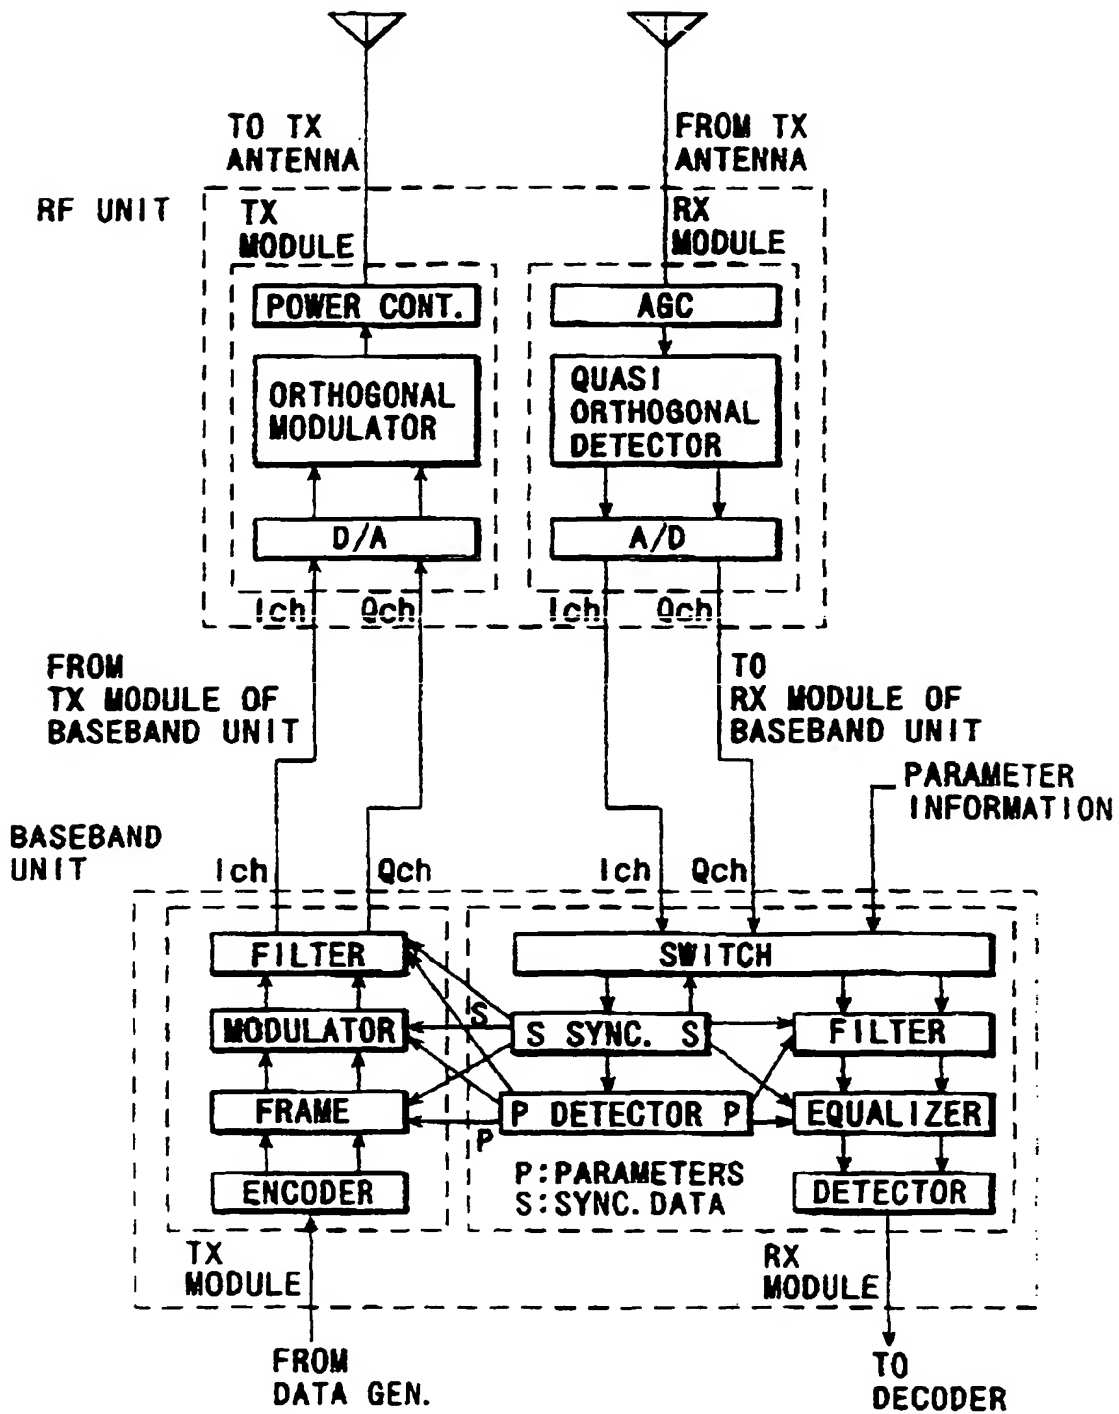 TO TX
ANTENNA
FROM TX
ANTENNA
RF UNIT
TX
MODULE
RX
MODULE
POWER CONT.
AGC
ORTHOGONAL
MODULATOR
QUASI
ORTHOGONAL
DETECTOR
D/A
A/D
Ich
Qch
Ich
Qch
FROM
TX MODULE OF
BASEBAND UNIT
TO
RX MODULE OF
BASEBAND UNIT
PARAMETER
INFORMATION
BASEBAND
UNIT
Ich
Qch
Ich
Qch
FILTER
SWITCH
MODULATOR
S
S SYNC. S
FILTER
FRAME
P
P DETECTOR P
EQUALIZER
ENCODER
P:PARAMETERS
S:SYNC.DATA
DETECTOR
TX
MODULE
RX
MODULE
FROM
DATA GEN.
TO
DECODER